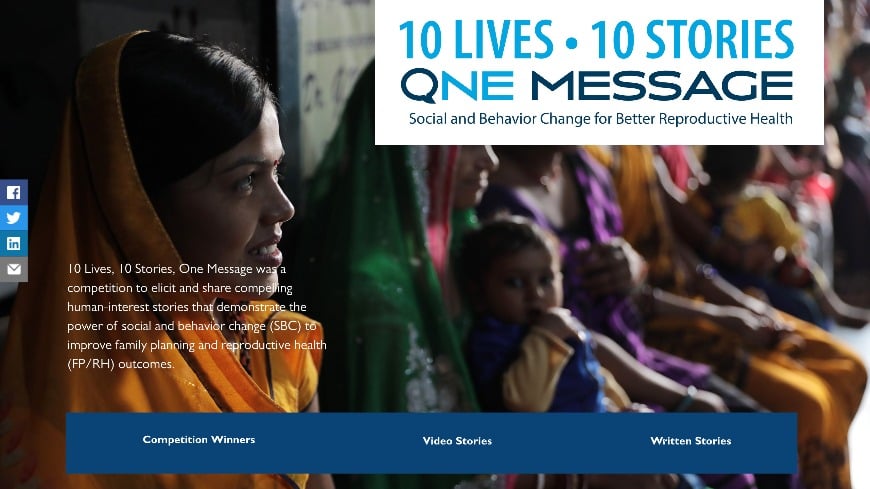 10 LIVES • 10 STORIES
ONE MESSAGE
Social and Behavior Change for Better Reproductive Health
10 Lives, 10 Stories, One Message was a
competition to elicit and share compelling
human-interest stories that demonstrate the
power of social and behavior change (SBC) to
improve family planning and reproductive health
(FP/RH) outcomes.
Competition Winners
Video Stories
Written Stories